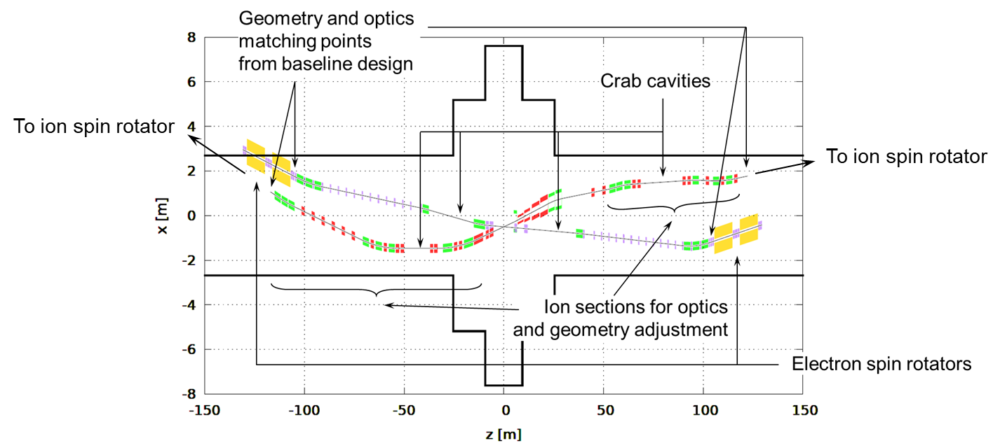 Geometry and optics
matching points
from baseline design
Crab cavities
To ion spin rotator
To ion spin rotator
8
6
4
2
0
-2
-4
-6
-8
x [m]
Ion sections for optics
and geometry adjustment
Electron spin rotators
-150
-100
-50
0
50
100
150
z [m]